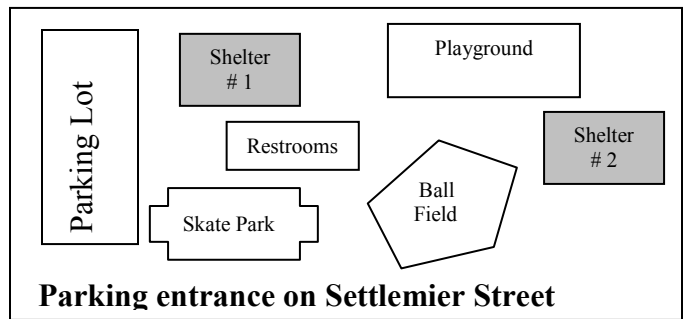 Parking Lot
Shelter
# 1
Playground
Restrooms
Shelter
# 2
Ball
Field
Skate Park
Parking entrance on Settlemier Street